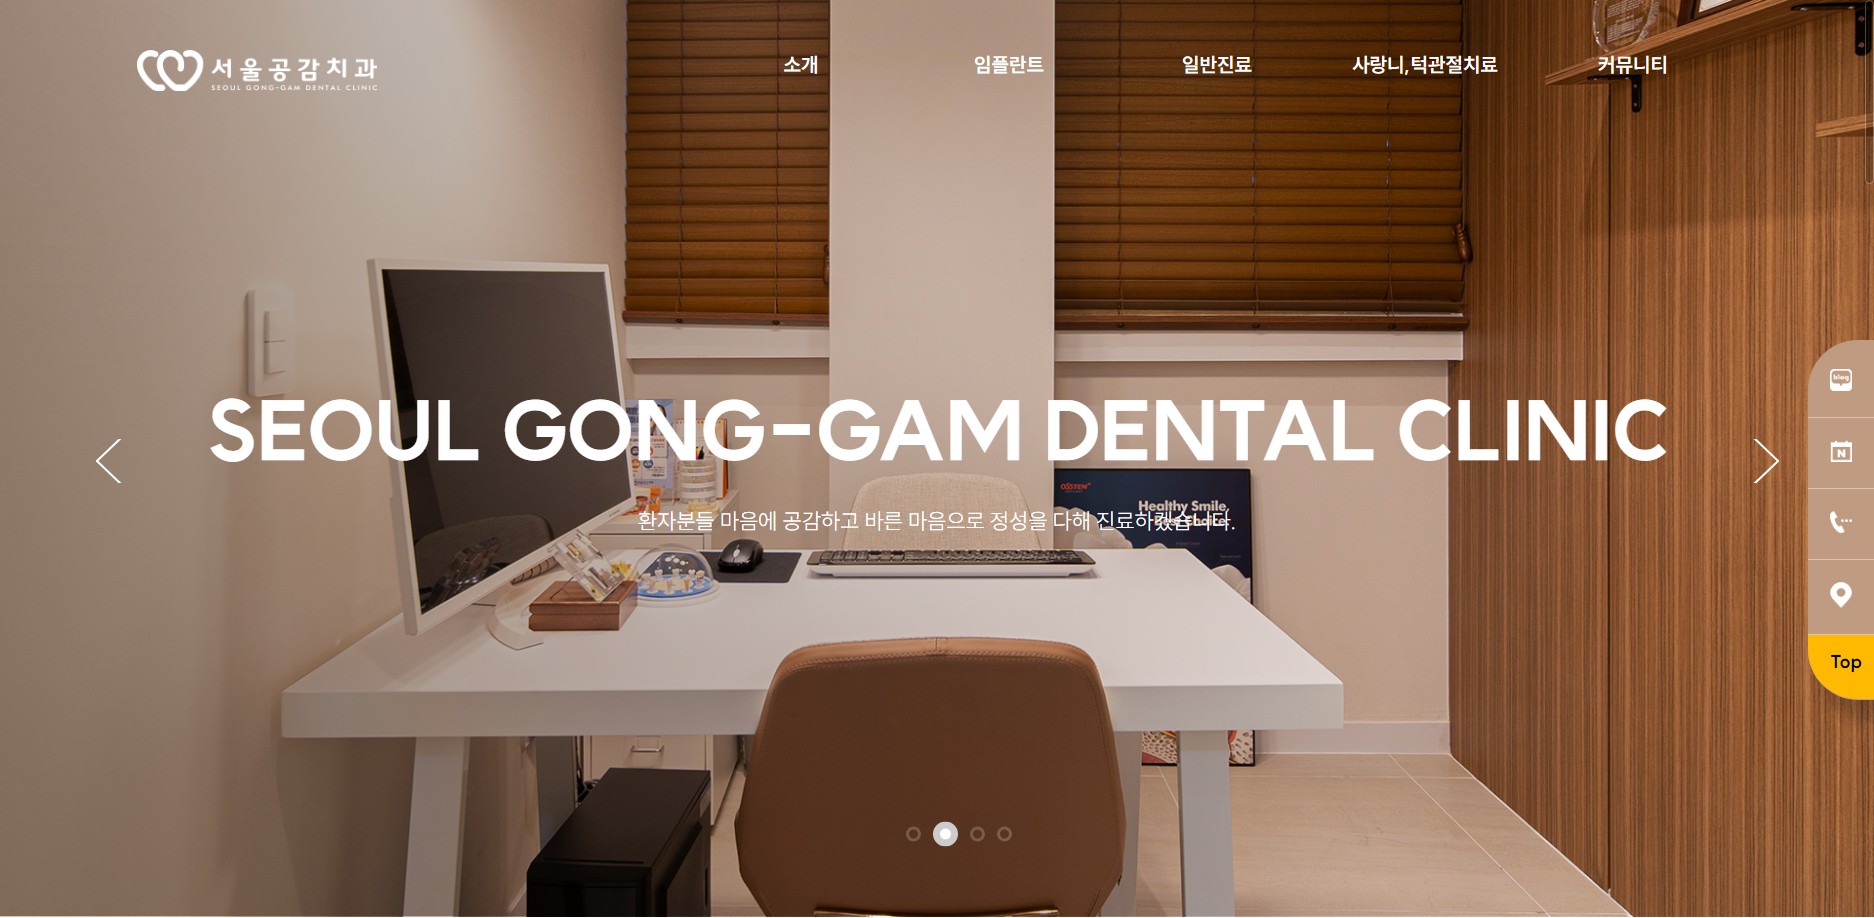 서울공감치과
SEOUL GONG-GAM DENTAL CLINIC
소개
임플란트
일반진료
사랑니,턱관절치료
커뮤니티
SEOUL GONG-GAM DENTAL CLINIC
환자분들 마음에 공감하고 바른 마음으로 정성을 다해 진료하겠습니다.
OSSTEM
Healthy Smile,
Best Choice
blog
N
Top